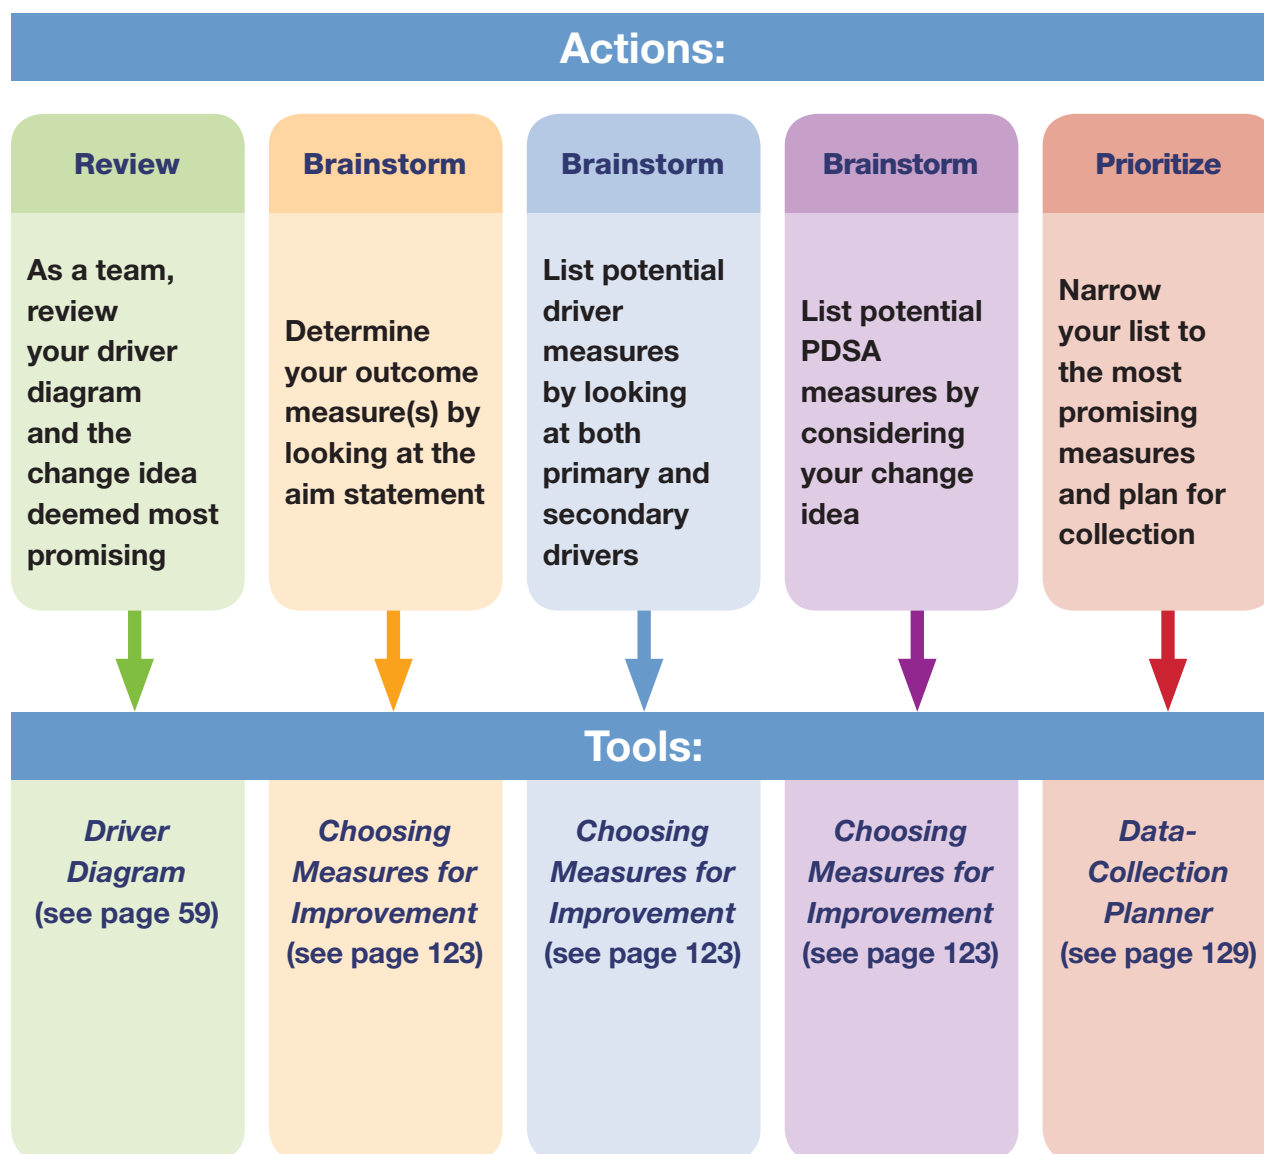 Actions:
Review
As a team,
review
your driver
diagram
and the
change idea
deemed most
promising
Brainstorm
Determine
your outcome
measure(s) by
looking at the
aim statement
Brainstorm
List potential
driver
measures
by looking
at both
primary and
secondary
drivers
Brainstorm
List potential
PDSA
measures by
considering
your change
idea
Prioritize
Narrow
your list to
the most
promising
measures
and plan for
collection
Tools:
Driver
Diagram
(see page 59)
Choosing
Measures for
Improvement
(see page 123)
Choosing
Measures for
Improvement
(see page 123)
Choosing
Measures for
Improvement
(see page 123)
Data-
Collection
Planner
(see page 129)